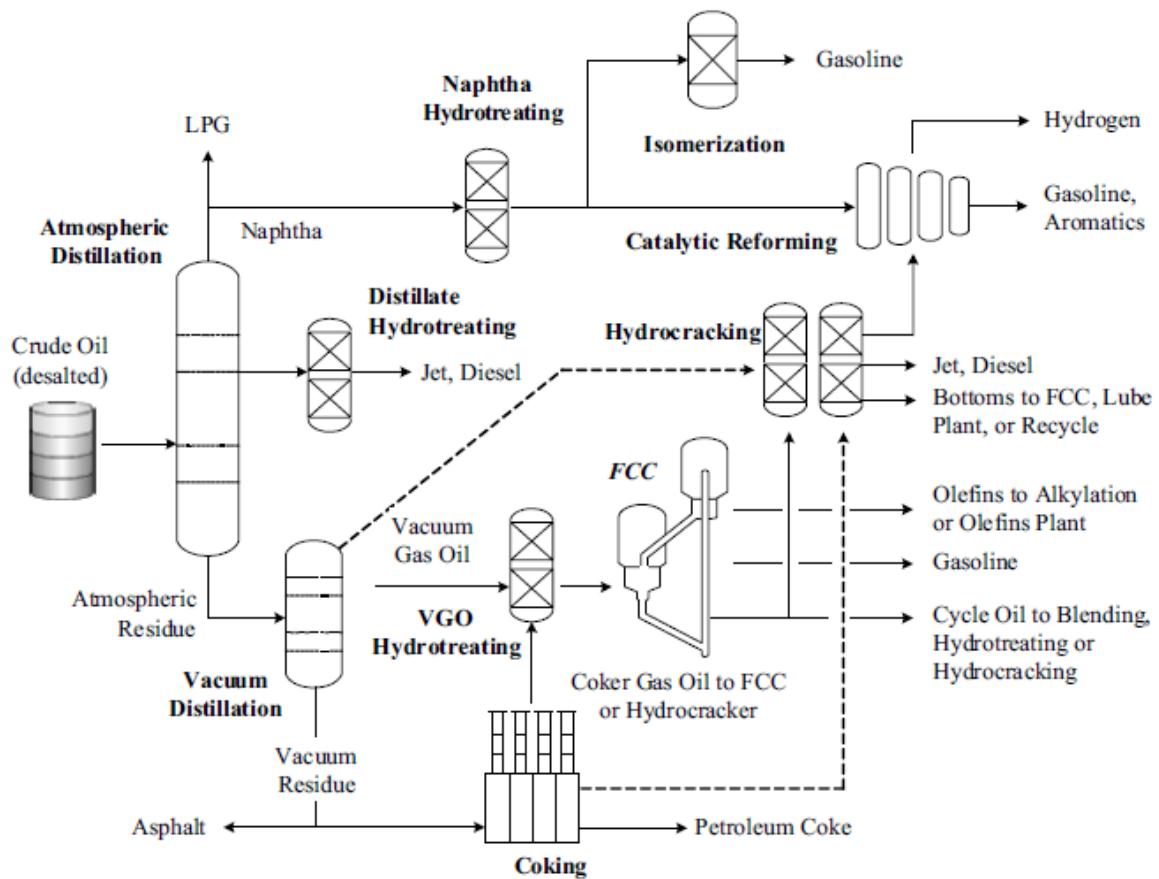 Naphtha
Hydrotreating
Gasoline
LPG
Isomerization
Hydrogen
Atmospheric
Distillation
Naphtha
Catalytic Reforming
Gasoline,
Aromatics
Distillate
Hydrotreating
Hydrocracking
Crude Oil
(desalted)
Jet, Diesel
Jet, Diesel
Bottoms to FCC, Lube
Plant, or Recycle
FCC
Vacuum
Gas Oil
Olefins to Alkylation
or Olefins Plant
Gasoline
Atmospheric
Residue
VGO
Hydrotreating
Cycle Oil to Blending,
Hydrotreating or
Hydrocracking
Vacuum
Distillation
Coker Gas Oil to FCC
or Hydrocracker
Vacuum
Residue
Asphalt
Petroleum Coke
Coking